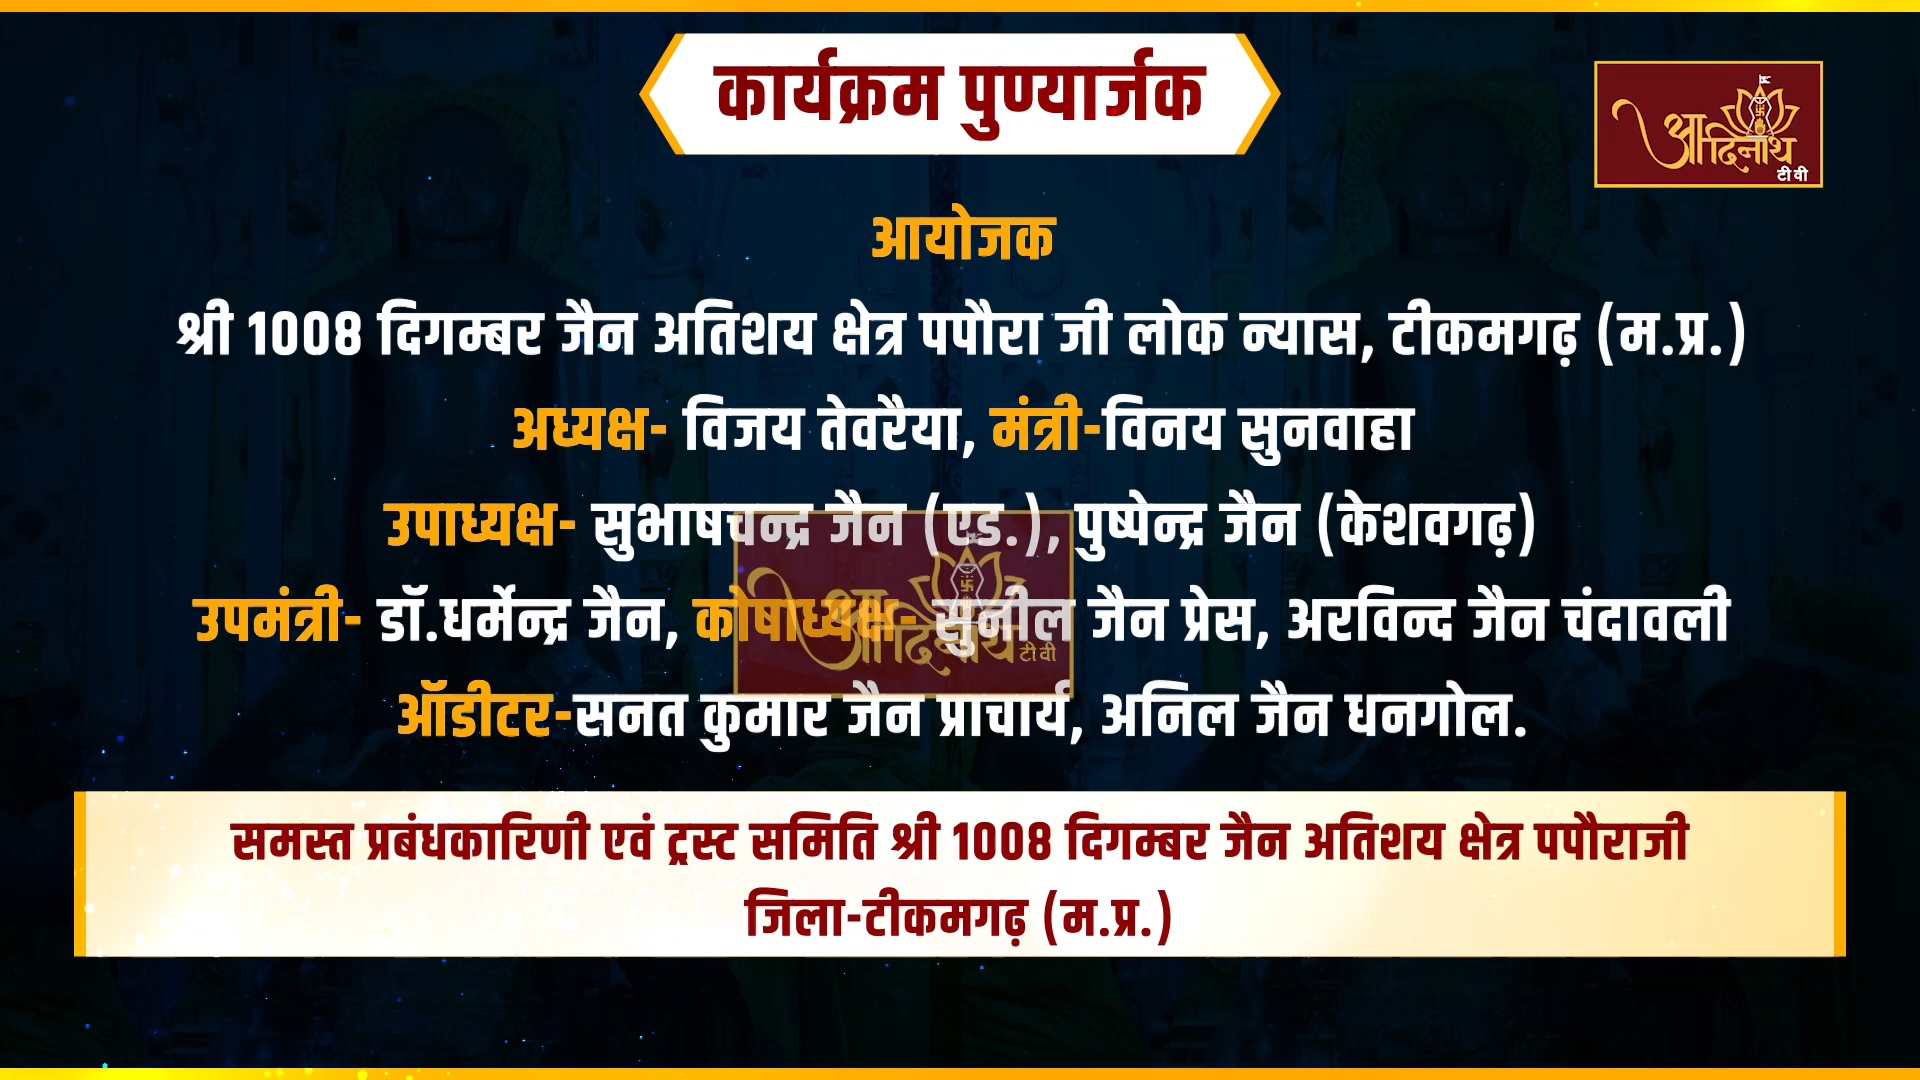 कार्यक्रम पुण्यार्जक
आदिनाथ
टी वी
आयोजक
श्री 1008 दिगम्बर जैन अतिशय क्षेत्र पपौरा जी लोक न्यास, टीकमगढ़ (म.प्र.)
अध्यक्ष- विजय तेवरैया, मंत्री-विनय सुनवाहा
उपाध्यक्ष- सुभाषचन्द्र जैन (एड.), पुष्पेन्द्र जैन (केशवगढ़)
उपमंत्री- डॉ.धर्मेन्द्र जैन, कोषाध्यक्ष- सुनील जैन प्रेस, अरविन्द जैन चंदावली
आदिनाथ
टी वी
ऑडीटर-सनत कुमार जैन प्राचार्य, अनिल जैन धनगोल.
समस्त प्रबंधकारिणी एवं ट्रस्ट समिति श्री 1008 दिगम्बर जैन अतिशय क्षेत्र पपौराजी
जिला-टीकमगढ़ (म.प्र.)